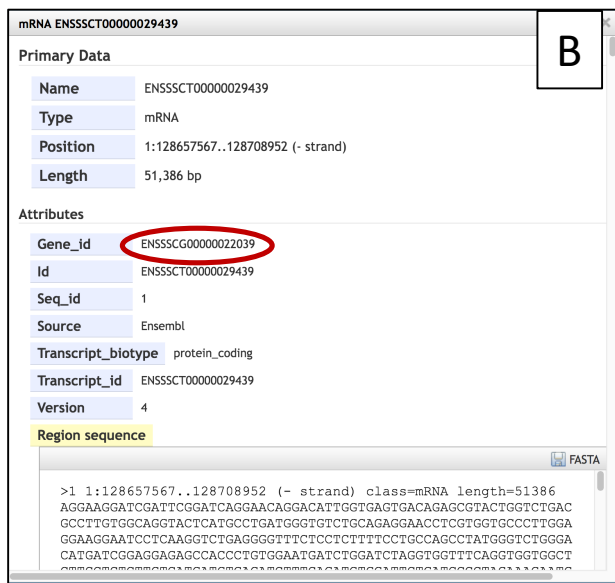 mRNA ENSSSCT00000029439
B
Primary Data
Name ENSSSCT00000029439
Type mRNA
Position 1:128657567..128708952 (- strand)
Length 51,386 bp
Attributes
Gene_id ENSSSCG00000022039
Id ENSSSCT00000029439
Seq_id 1
Source Ensembl
Transcript_biotype protein_coding
Transcript_id ENSSSCT00000029439
Version 4
Region sequence
FASTA
>1 1:128657567..128708952 (- strand) class=mRNA length=51386
AGGAAGGATCGATTCGGATCAGGAACAGGACATTGGTGAGTGACAGAGCGTACTGGTCTGAC
GCCTTGTGGCAGGTACTCATGCCTGATGGGTGTCTGCAGAGGAACCTCGTGGTGCCCTTGGA
GGAAGGAATCCTCAAGGTCTGAGGGGTTTCTCCTCTTTTCCTGCCAGCCTATGGGTCTGGGA
CATGATCGGAGGAGAGCCACCCTGTGGAATGATCTGGATCTAGGTGGTTTCAGGTGGTGGCT